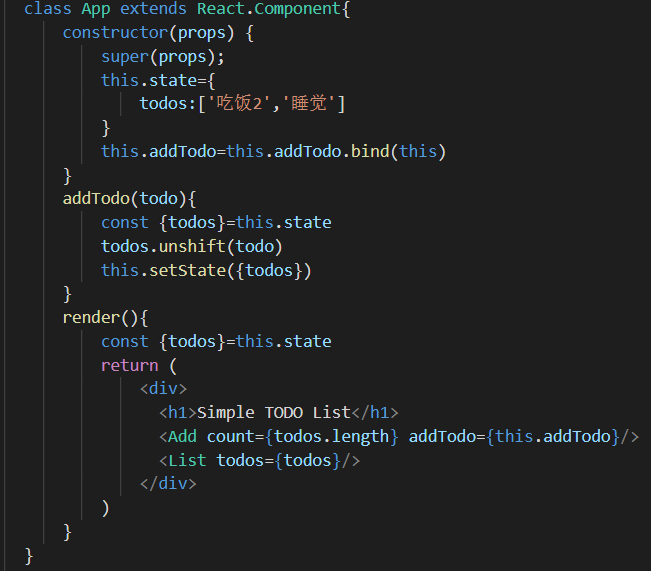 class App extends React.Component{
    constructor(props) {
        super(props);
        this.state={
            todos:['吃饭2','睡觉']
        }
        this.addTodo=this.addTodo.bind(this)
    }
    addTodo(todo){
        const {todos}=this.state
        todos.unshift(todo)
        this.setState({todos})
    }
    render(){
        const {todos}=this.state
        return (
            <div>
              <h1>Simple TODO List</h1>
              <Add count={todos.length} addTodo={this.addTodo}/>
              <List todos={todos}/>
            </div>
        )
    }
}